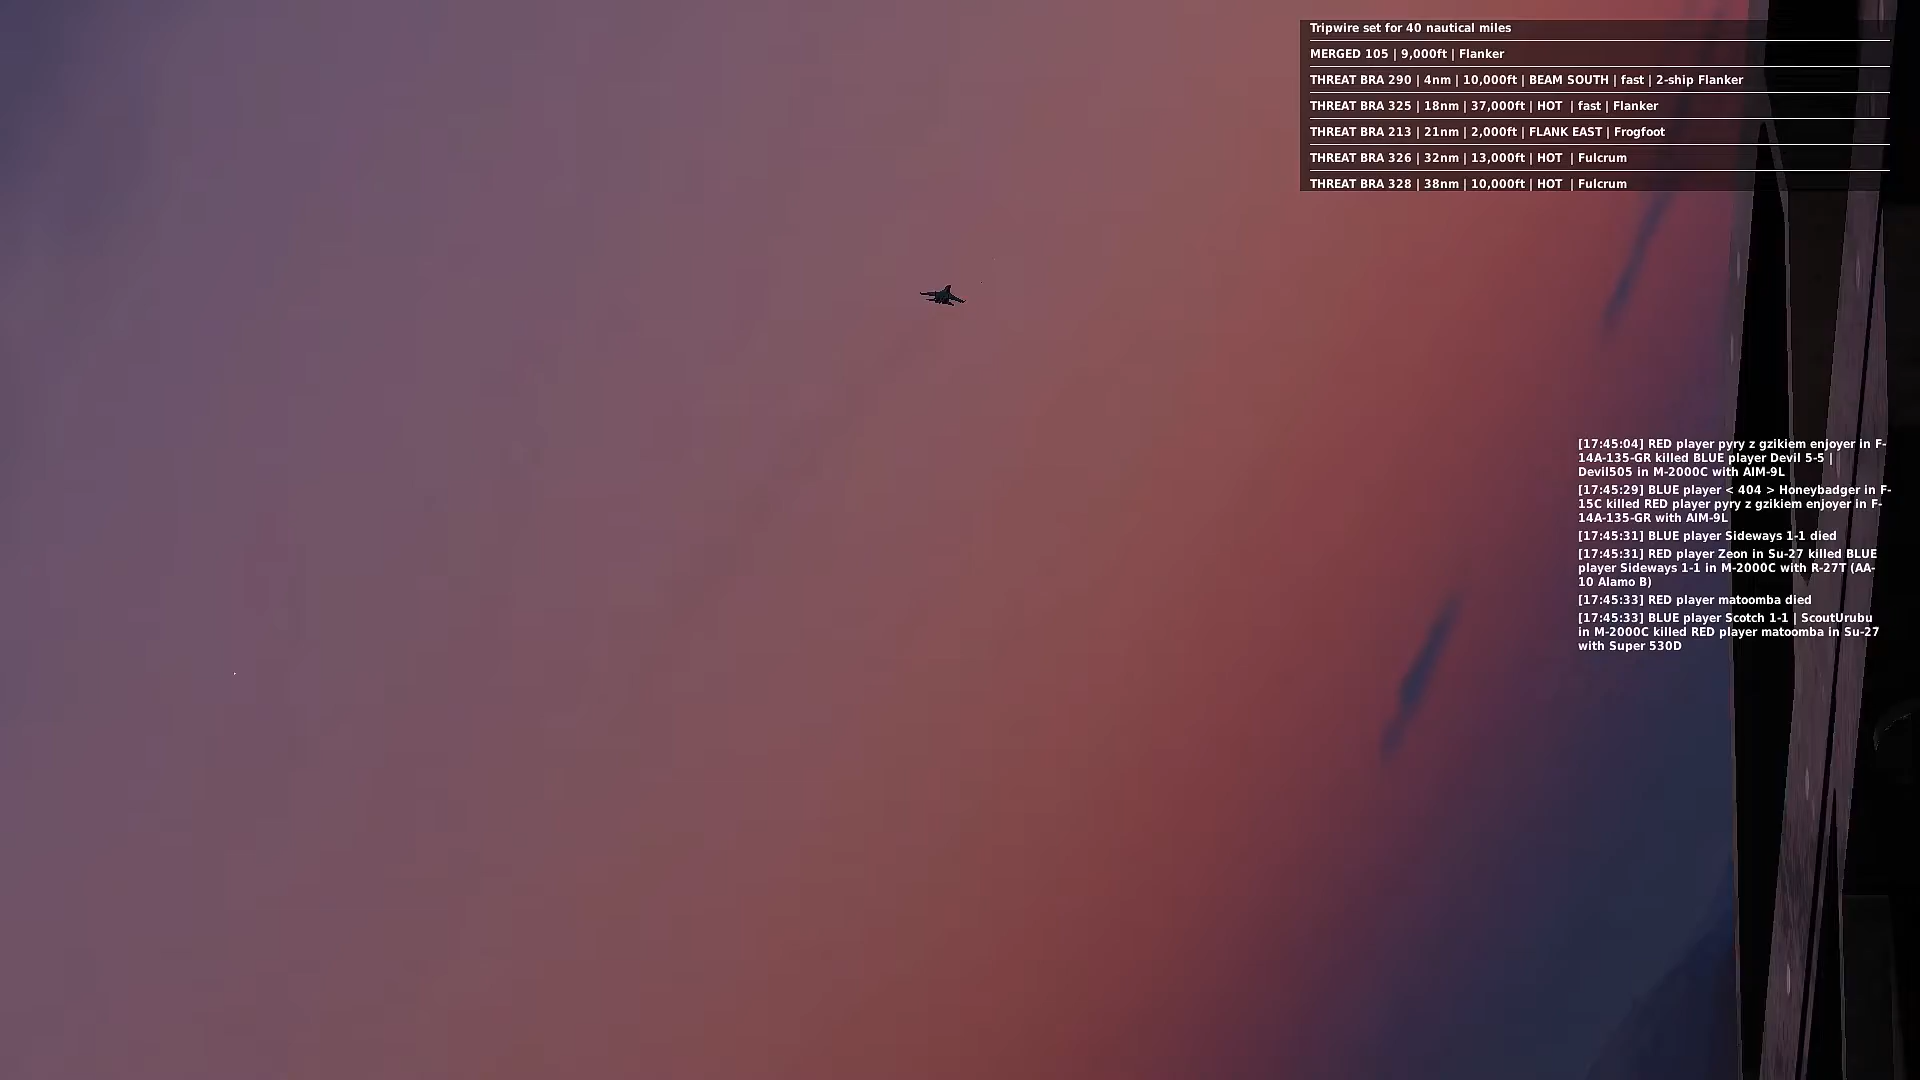 Tripwire set for 40 nautical miles
MERGED 105 | 9,000ft | Flanker
THREAT BRA 290 | 4nm | 10,000ft | BEAM SOUTH | fast | 2-ship Flanker
THREAT BRA 325 | 18nm | 37,000ft | HOT  | fast | Flanker
THREAT BRA 213 | 21nm | 2,000ft | FLANK EAST | Frogfoot
THREAT BRA 326 | 32nm | 13,000ft | HOT  | Fulcrum
THREAT BRA 328 | 38nm | 10,000ft | HOT  | Fulcrum
[17:45:04] RED player pyry z gzikiem enjoyer in F-
14A-135-GR killed BLUE player Devil 5-5 |
Devil505 in M-2000C with AIM-9L
[17:45:29] BLUE player < 404 > Honeybadger in F-
15C killed RED player pyry z gzikiem enjoyer in F-
14A-135-GR with AIM-9L
[17:45:31] BLUE player Sideways 1-1 died
[17:45:31] RED player Zeon in Su-27 killed BLUE
player Sideways 1-1 in M-2000C with R-27T (AA-
10 Alamo B)
[17:45:33] RED player matoomba died
[17:45:33] BLUE player Scotch 1-1 | ScoutUrubu
in M-2000C killed RED player matoomba in Su-27
with Super 530D